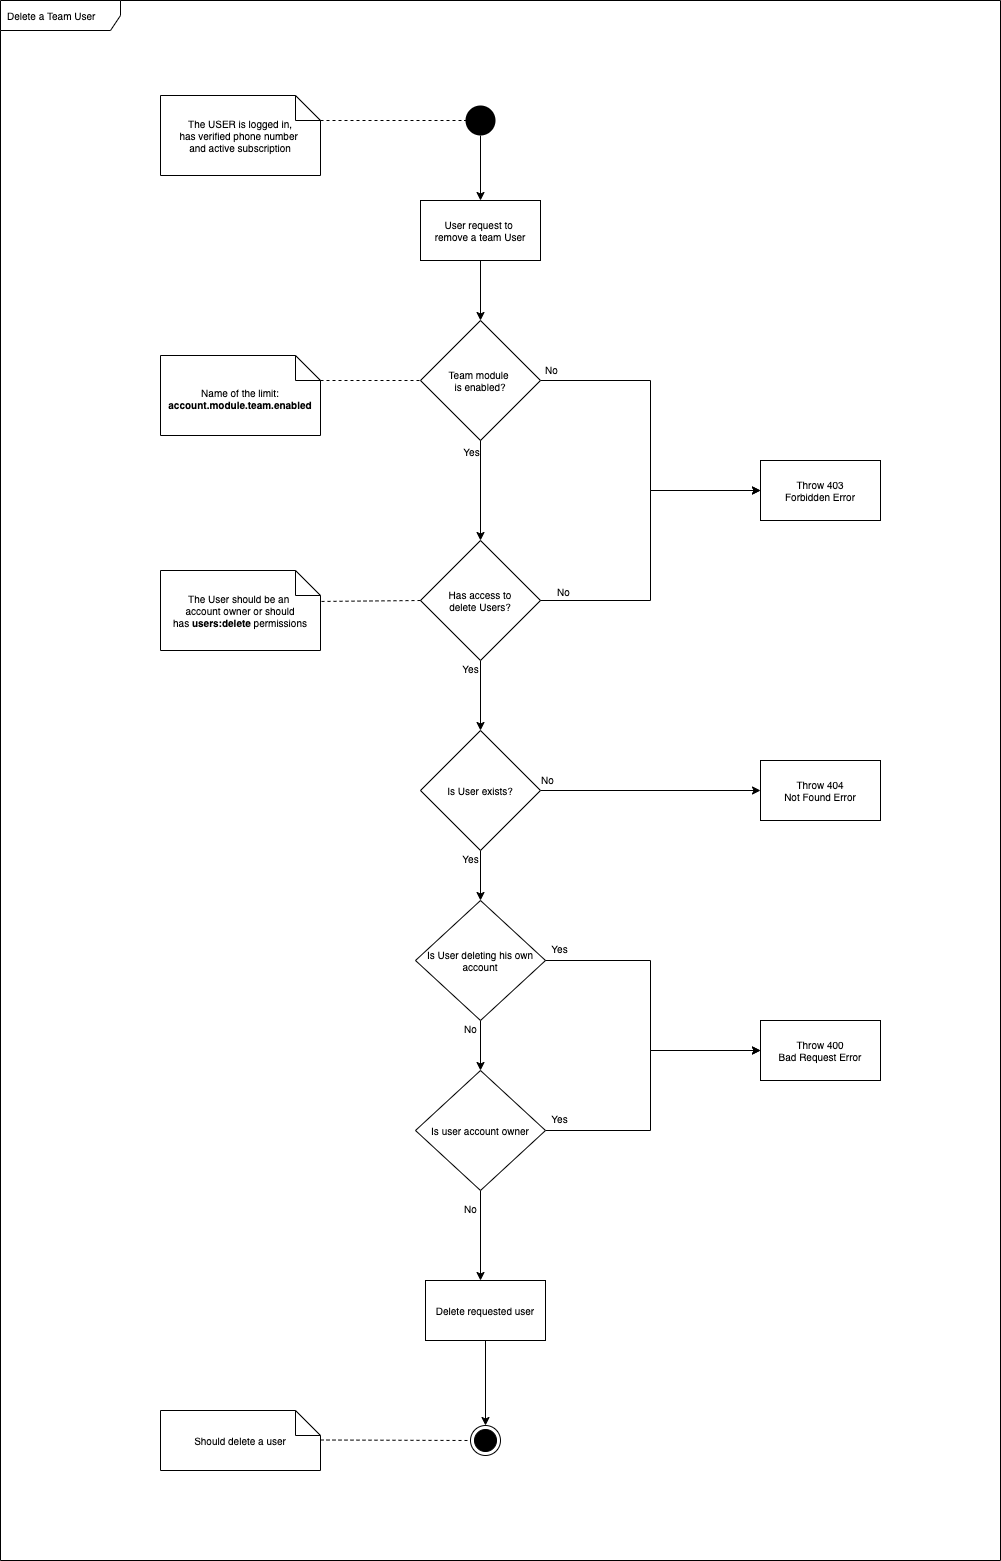 Delete a Team User
The USER is logged in,
has verified phone number
and active subscription
User request to
remove a team User
Team module
is enabled?
No
Name of the limit:
account.module.team.enabled
Yes
Throw 403
Forbidden Error
The User should be an
account owner or should
has users:delete permissions
Has access to
delete Users?
No
Yes
Is User exists?
No
Throw 404
Not Found Error
Yes
Is User deleting his own
account
Yes
No
Throw 400
Bad Request Error
Is user account owner
Yes
No
Delete requested user
Should delete a user